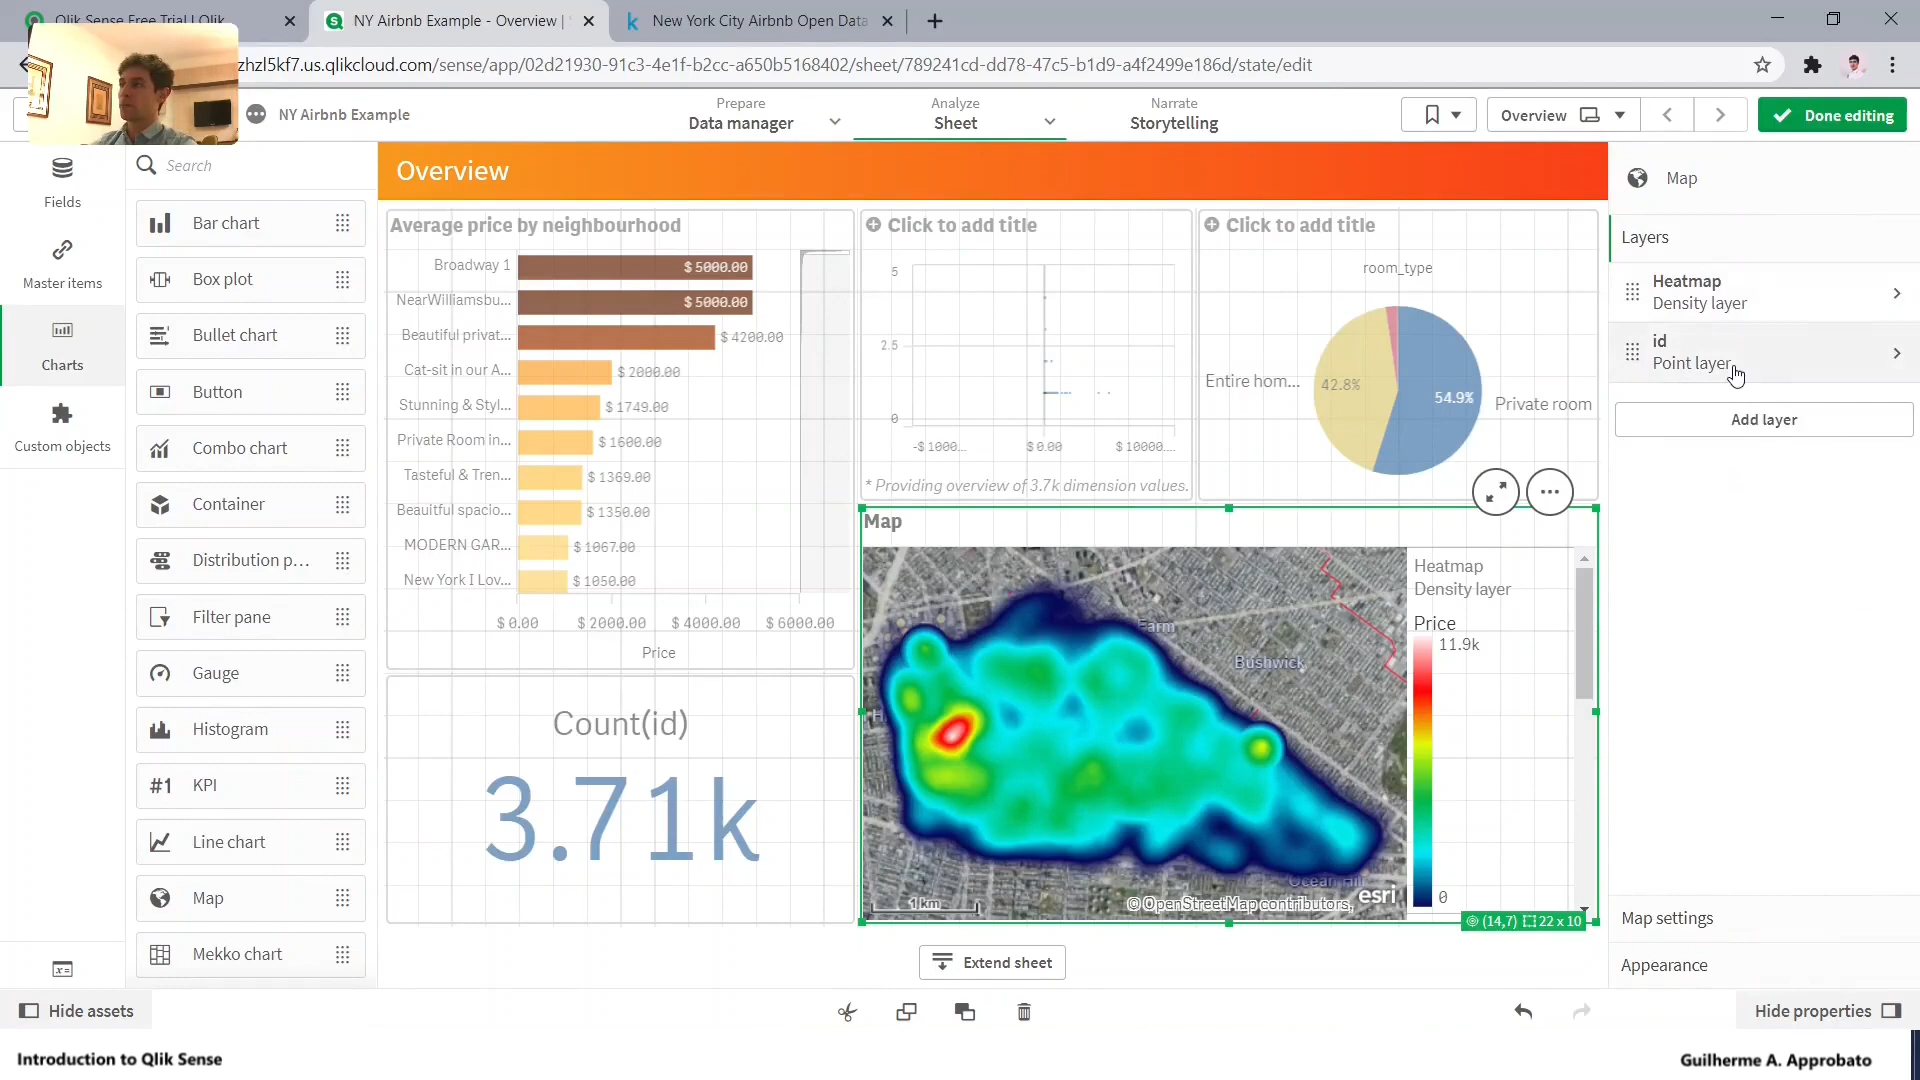 Qlik Sense Free Trial | Qlik
NY Airbnb Example - Overview |
New York City Airbnb Open Data
zhzl5kf7.us.qlikcloud.com/sense/app/02d21930-91c3-4e1f-b2cc-a650b5168402/sheet/789241cd-dd78-47c5-b1d9-a4f2499e186d/state/edit
NY Airbnb Example
Prepare
Data manager
Analyze
Sheet
Narrate
Storytelling
Overview
Done editing
Fields
Master items
Charts
Custom objects
Search
Bar chart
Box plot
Bullet chart
Button
Combo chart
Container
Distribution p...
Filter pane
Gauge
Histogram
#1 KPI
Line chart
Map
Mekko chart
Overview
Average price by neighbourhood
Broadway 1
NearWilliamsbu...
Beautiful privat...
Cat-sit in our A...
Stunning & Styl...
Private Room in...
Tasteful & Tren...
Beauitful spacio...
MODERN GAR...
New York I Lov...
$ 5000.00
$ 5000.00
$ 4200.00
$ 2000.00
$ 1749.00
$ 1600.00
$ 1369.00
$ 1350.00
$ 1067.00
$ 1050.00
$ 0.00
$ 2000.00
$ 4000.00
$ 6000.00
Price
Count(id)
3.71k
Click to add title
5
2.5
0
-$ 1000...
$ 0.00
$ 10000....
* Providing overview of 3.7k dimension values.
Click to add title
room_type
Entire hom...
42.8%
54.9%
Private room
Map
Farm
Bushwick
Ocean Hill
1 km
© OpenStreetMap contributors,
esri
Heatmap
Density layer
Price
11.9k
0
(14,7) 22 x 10
Extend sheet
Map
Layers
Heatmap
Density layer
id
Point layer
Add layer
Map settings
Appearance
Hide assets
Hide properties
Introduction to Qlik Sense
Guilherme A. Approbato